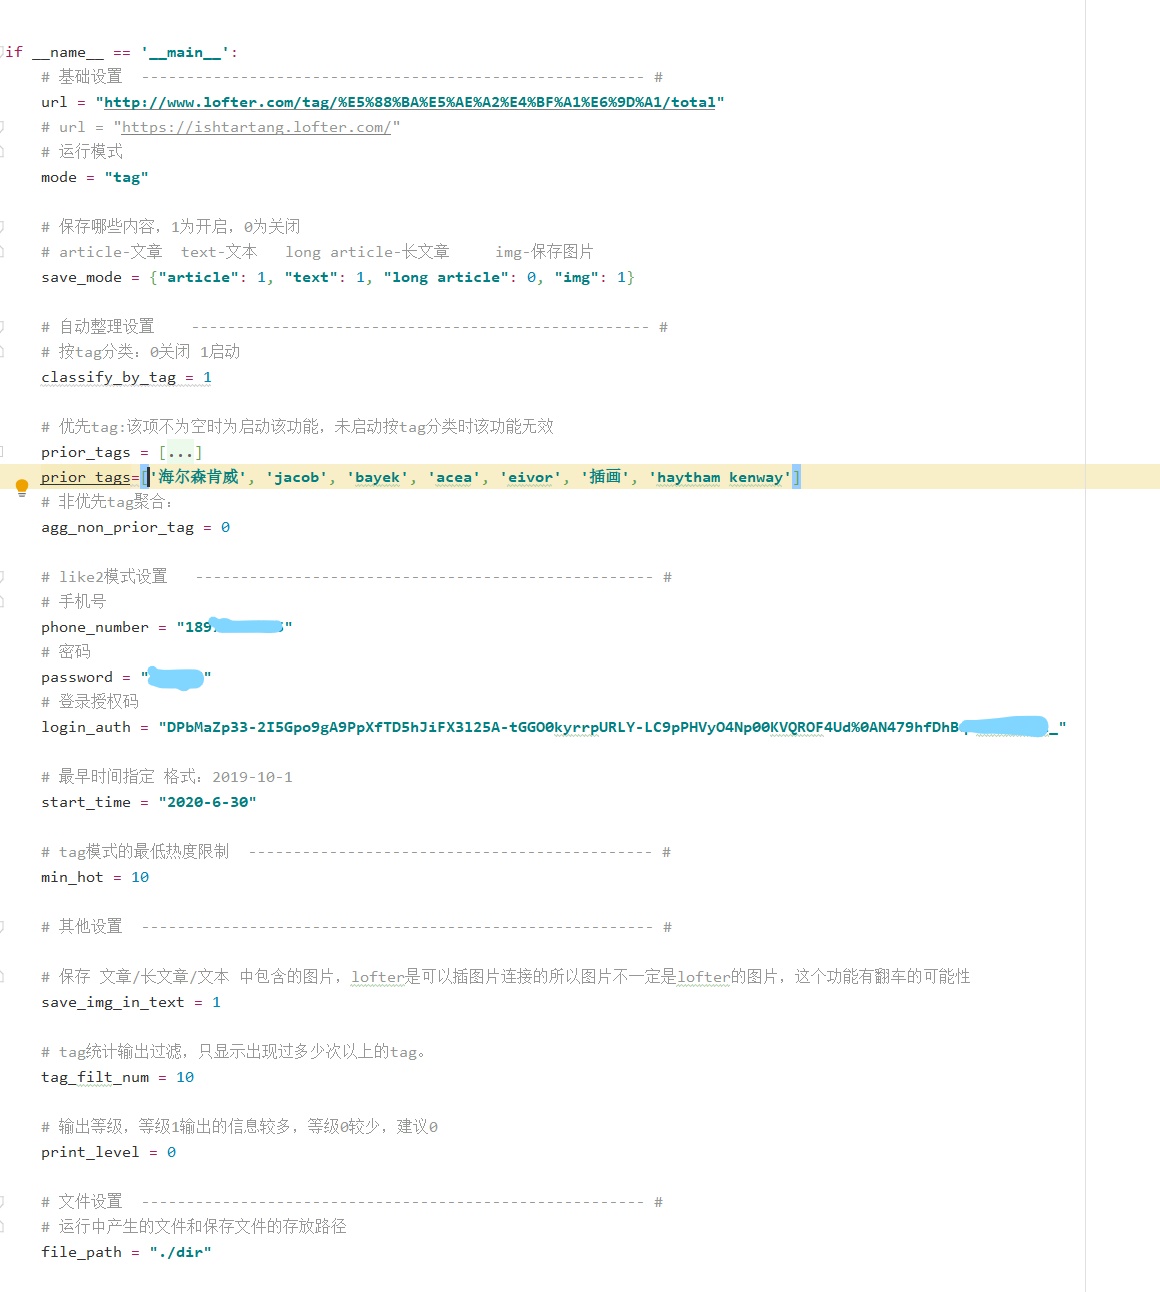 if __name__ == '__main__':
# 基础设置 -------------------------------------------------------- #
url = "http://www.lofter.com/tag/%E5%88%BA%E5%AE%A2%E4%BF%A1%E6%9D%A1/total"
# url = "https://ishtartang.lofter.com/"
# 运行模式
mode = "tag"
# 保存哪些内容，1为开启，0为关闭
# article-文章 text-文本 long article-长文章 img-保存图片
save_mode = {"article": 1, "text": 1, "long article": 0, "img": 1}
# 自动整理设置 --------------------------------------------------- #
# 按tag分类：0关闭 1启动
classify_by_tag = 1
# 优先tag:该项不为空时为启动该功能，未启动按tag分类时该功能无效
prior_tags = [...]
prior_tags=['海尔森肯威', 'jacob', 'bayek', 'acea', 'eivor', '插画', 'haytham kenway']
# 非优先tag聚合：
agg_non_prior_tag = 0
# like2模式设置 --------------------------------------------------- #
# 手机号
phone_number = "189
# 密码
password = " "
# 登录授权码
login_auth = "DPbMaZp33-2I5Gpo9gA9PpXfTD5hJiFX3125A-tGGO0kyrrpURLY-LC9pPHVyO4Np00KVQROF4Ud%0AN479hfDhB _"
# 最早时间指定 格式：2019-10-1
start_time = "2020-6-30"
# tag模式的最低热度限制 --------------------------------------------- #
min_hot = 10
# 其他设置 --------------------------------------------------------- #
# 保存 文章/长文章/文本 中包含的图片，lofter是可以插图片连接的所以图片不一定是lofter的图片，这个功能有翻车的可能性
save_img_in_text = 1
# tag统计输出过滤，只显示出现过多少次以上的tag。
tag_filt_num = 10
# 输出等级，等级1输出的信息较多，等级0较少，建议0
print_level = 0
# 文件设置 -------------------------------------------------------- #
# 运行中产生的文件和保存文件的存放路径
file_path = "./dir"